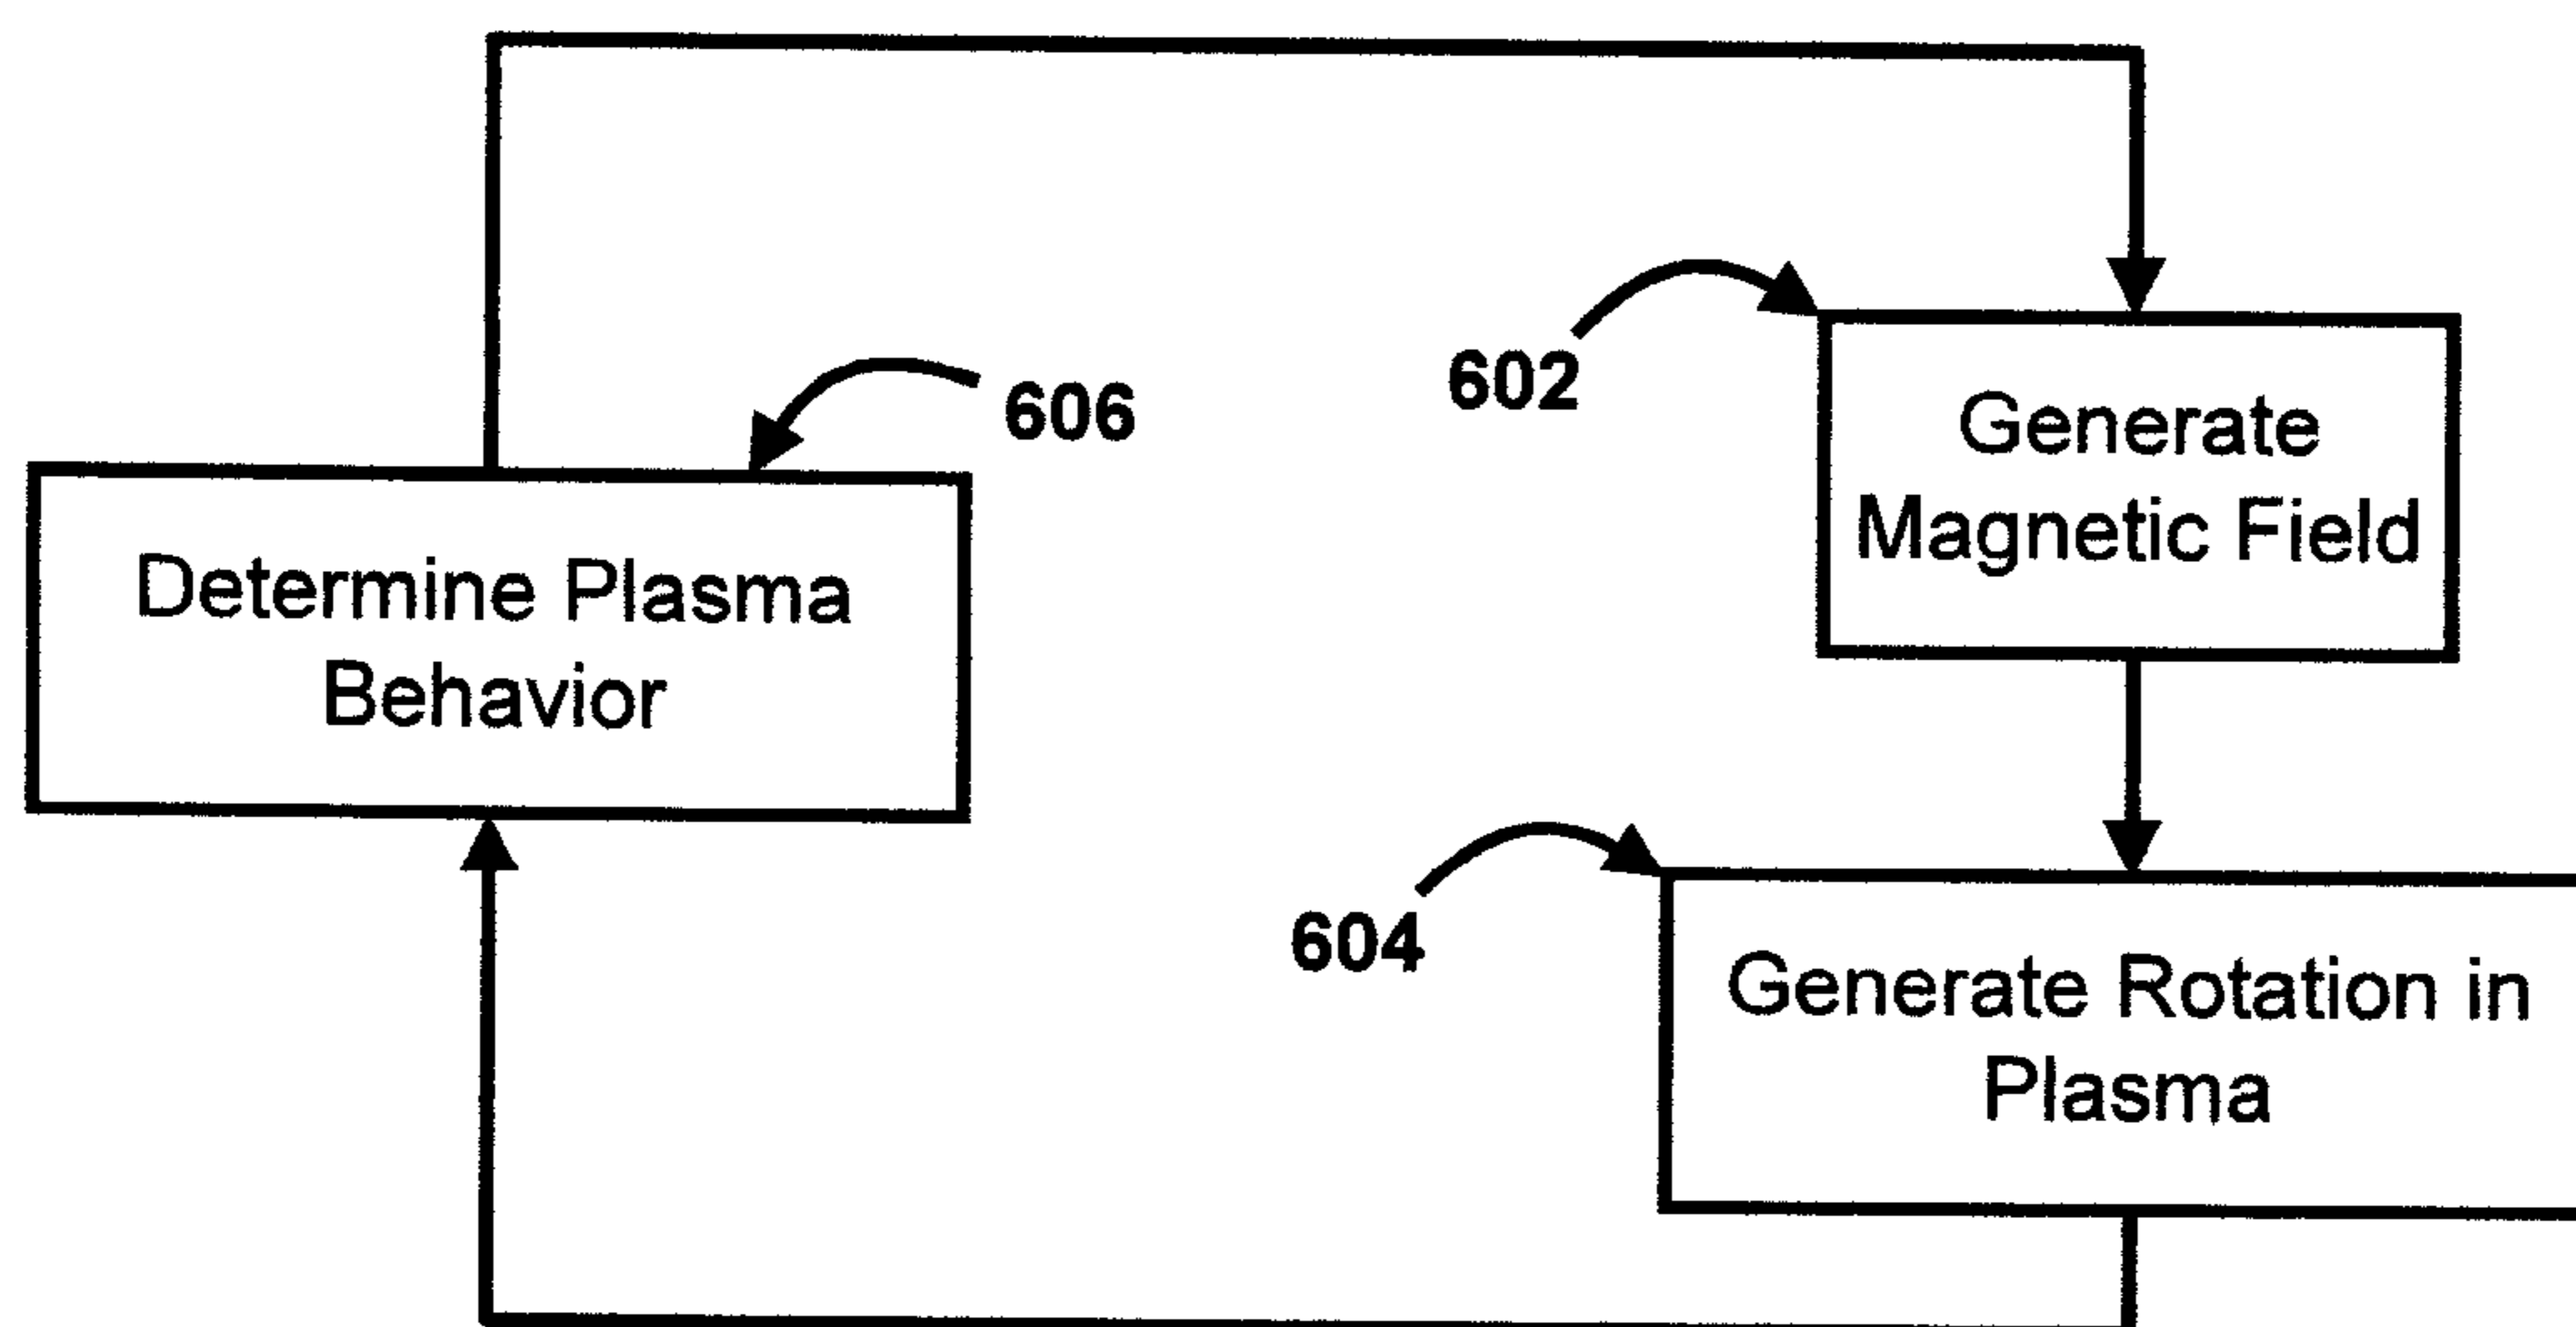 602
Generate
Magnetic Field
606
Determine Plasma
Behavior
604
Generate Rotation in
Plasma